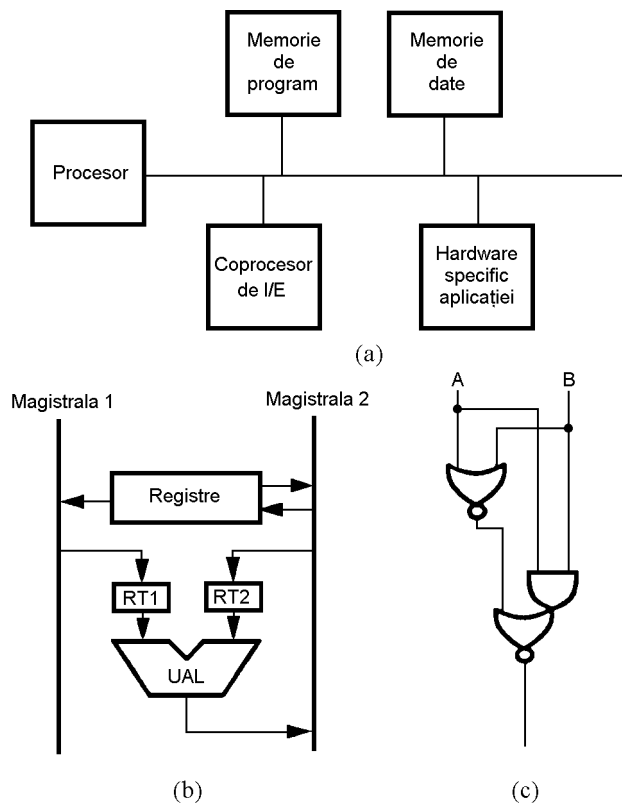 Memorie
de
program
Memorie
de
date
Procesor
Coprocesor
de I/E
Hardware
specific
aplicației
(a)
Magistrala 1
Magistrala 2
Registre
RT1
RT2
UAL
(b)
A
B
(c)